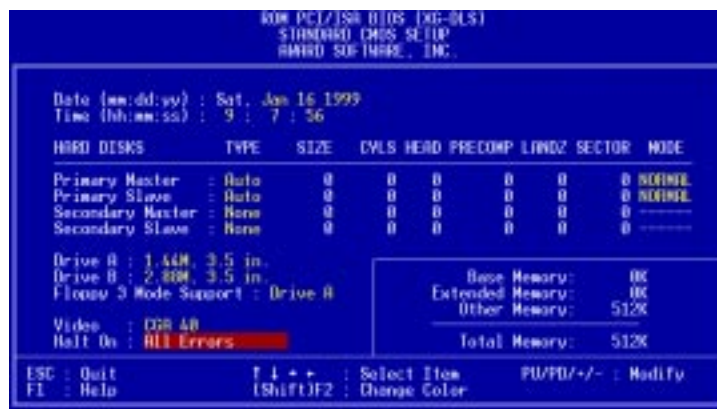 ROM PCI/ISA BIOS (XG-DLS)
STANDARD CMOS SETUP
AWARD SOFTWARE, INC.
Date (mm:dd:yy) : Sat, Jan 16 1999
Time (hh:mm:ss) : 9 : 7 : 56
HARD DISKS TYPE SIZE CYLS HEAD PRECOMP LANDZ SECTOR MODE
Primary Master : Auto 0 0 0 0 0 0 NORMAL
Primary Slave : Auto 0 0 0 0 0 0 NORMAL
Secondary Master : None 0 0 0 0 0 0 ------
Secondary Slave : None 0 0 0 0 0 0 ------
Drive A : 1.44M, 3.5 in.
Drive B : 2.88M, 3.5 in.
Floppy 3 Mode Support : Drive A
Base Memory: 0K
Extended Memory: 0K
Other Memory: 512K
Video : CGA 40
Halt On : All Errors
Total Memory: 512K
ESC : Quit ↑ ↓ → ← : Select Item PU/PD/+/- : Modify
F1 : Help (Shift)F2 : Change Color